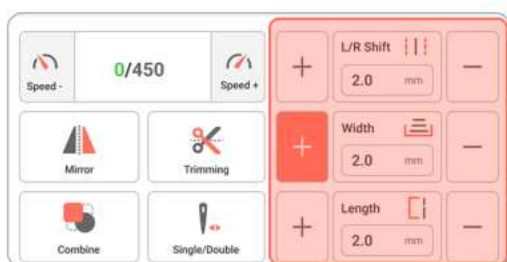 Speed -
0/450
Speed +
Mirror
Trimming
Combine
Single/Double
+
L/R Shift
2.0 mm
−
+
Width
2.0 mm
−
+
Length
2.0 mm
−